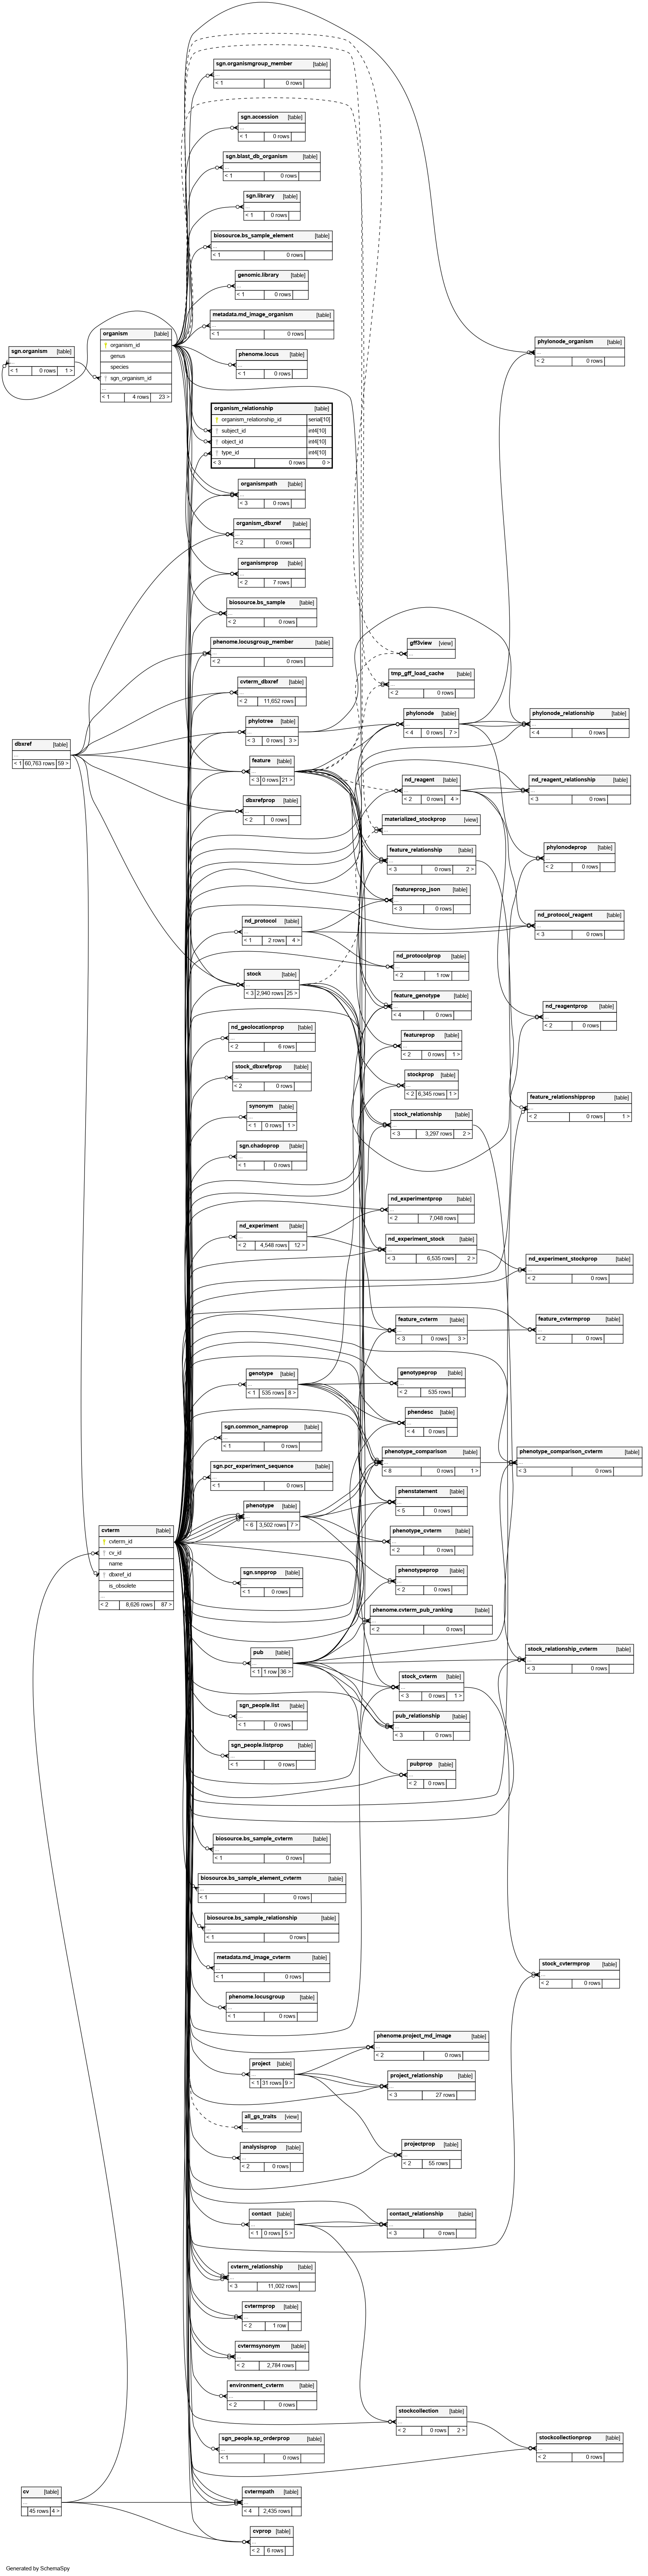 sgn.organismgroup_member [table]
...
< 1 0 rows
sgn.accession [table]
...
< 1 0 rows
sgn.blast_db_organism [table]
...
< 1 0 rows
sgn.library [table]
...
< 1 0 rows
biosource.bs_sample_element [table]
...
< 1 0 rows
genomic.library [table]
...
< 1 0 rows
metadata.md_image_organism [table]
...
< 1 0 rows
phenome.locus [table]
...
< 1 0 rows
sgn.organism [table]
...
< 1 0 rows 1 >
organism [table]
organism_id
genus
species
sgn_organism_id
...
< 1 4 rows 23 >
phylonode_organism [table]
...
< 2 0 rows
organism_relationship [table]
organism_relationship_id serial[10]
subject_id int4[10]
object_id int4[10]
type_id int4[10]
< 3 0 rows 0 >
organismpath [table]
...
< 3 0 rows
organism_dbxref [table]
...
< 2 0 rows
organismprop [table]
...
< 2 7 rows
biosource.bs_sample [table]
...
< 2 0 rows
phenome.locusgroup_member [table]
...
< 2 0 rows
cvterm_dbxref [table]
...
< 2 11,652 rows
phylotree [table]
...
< 3 0 rows 3 >
feature [table]
...
< 3 0 rows 21 >
dbxrefprop [table]
...
< 2 0 rows
dbxref [table]
...
< 1 60,763 rows 59 >
gff3view [view]
...
tmp_gff_load_cache [table]
...
< 2 0 rows
phylonode [table]
...
< 4 0 rows 7 >
phylonode_relationship [table]
...
< 4 0 rows
nd_reagent [table]
...
< 2 0 rows 4 >
nd_reagent_relationship [table]
...
< 3 0 rows
materialized_stockprop [view]
...
feature_relationship [table]
...
< 3 0 rows 2 >
phylonodeprop [table]
...
< 2 0 rows
featureprop_json [table]
...
< 3 0 rows
nd_protocol [table]
...
< 1 2 rows 4 >
nd_protocol_reagent [table]
...
< 3 0 rows
nd_protocolprop [table]
...
< 2 1 row
stock [table]
...
< 3 2,940 rows 25 >
feature_genotype [table]
...
< 4 0 rows
nd_reagentprop [table]
...
< 2 0 rows
nd_geolocationprop [table]
...
< 2 6 rows
featureprop [table]
...
< 2 0 rows 1 >
stock_dbxrefprop [table]
...
< 2 0 rows
stockprop [table]
...
< 2 6,345 rows 1 >
feature_relationshipprop [table]
...
< 2 0 rows 1 >
synonym [table]
...
< 1 0 rows 1 >
stock_relationship [table]
...
< 3 3,297 rows 2 >
sgn.chadoprop [table]
...
< 1 0 rows
nd_experimentprop [table]
...
< 2 7,048 rows
nd_experiment [table]
...
< 2 4,548 rows 12 >
nd_experiment_stock [table]
...
< 3 6,535 rows 2 >
nd_experiment_stockprop [table]
...
< 2 0 rows
feature_cvterm [table]
...
< 3 0 rows 3 >
feature_cvtermprop [table]
...
< 2 0 rows
genotype [table]
...
< 1 535 rows 8 >
genotypeprop [table]
...
< 2 535 rows
sgn.common_nameprop [table]
...
< 1 0 rows
phendesc [table]
...
< 4 0 rows
sgn.pcr_experiment_sequence [table]
...
< 1 0 rows
phenotype_comparison [table]
...
< 8 0 rows 1 >
phenotype_comparison_cvterm [table]
...
< 3 0 rows
phenotype [table]
...
< 6 3,502 rows 7 >
phenstatement [table]
...
< 5 0 rows
cvterm [table]
cvterm_id
cv_id
name
dbxref_id
is_obsolete
...
< 2 8,626 rows 87 >
phenotype_cvterm [table]
...
< 2 0 rows
sgn.snpprop [table]
...
< 1 0 rows
phenotypeprop [table]
...
< 2 0 rows
phenome.cvterm_pub_ranking [table]
...
< 2 0 rows
pub [table]
...
< 1 1 row 36 >
stock_relationship_cvterm [table]
...
< 3 0 rows
stock_cvterm [table]
...
< 3 0 rows 1 >
sgn_people.list [table]
...
< 1 0 rows
pub_relationship [table]
...
< 3 0 rows
sgn_people.listprop [table]
...
< 1 0 rows
pubprop [table]
...
< 2 0 rows
biosource.bs_sample_cvterm [table]
...
< 1 0 rows
biosource.bs_sample_element_cvterm [table]
...
< 1 0 rows
biosource.bs_sample_relationship [table]
...
< 1 0 rows
metadata.md_image_cvterm [table]
...
< 1 0 rows
stock_cvtermprop [table]
...
< 2 0 rows
phenome.locusgroup [table]
...
< 1 0 rows
phenome.project_md_image [table]
...
< 2 0 rows
project [table]
...
< 1 31 rows 9 >
project_relationship [table]
...
< 3 27 rows
all_gs_traits [view]
...
analysisprop [table]
...
< 2 0 rows
projectprop [table]
...
< 2 55 rows
contact [table]
...
< 1 0 rows 5 >
contact_relationship [table]
...
< 3 0 rows
cvterm_relationship [table]
...
< 3 11,002 rows
cvtermprop [table]
...
< 2 1 row
cvtermsynonym [table]
...
< 2 2,784 rows
environment_cvterm [table]
...
< 2 0 rows
stockcollection [table]
...
< 2 0 rows 2 >
sgn_people.sp_orderprop [table]
...
< 1 0 rows
stockcollectionprop [table]
...
< 2 0 rows
cv [table]
...
45 rows 4 >
cvtermpath [table]
...
< 4 2,435 rows
cvprop [table]
...
< 2 6 rows
Generated by SchemaSpy